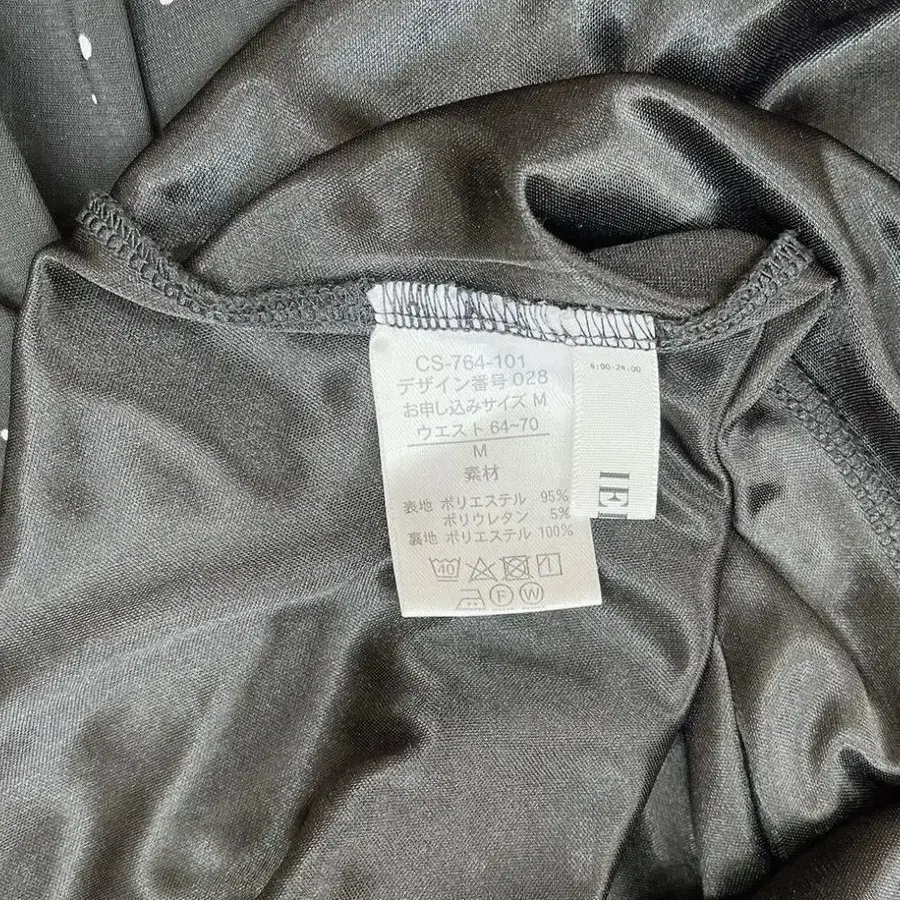 CS-764-101
デザイン番号 028
お申し込みサイズ M
ウエスト 64~70
M
素材
表地 ポリエステル 95%
ポリウレタン 5%
裏地 ポリエステル 100%
40
F W